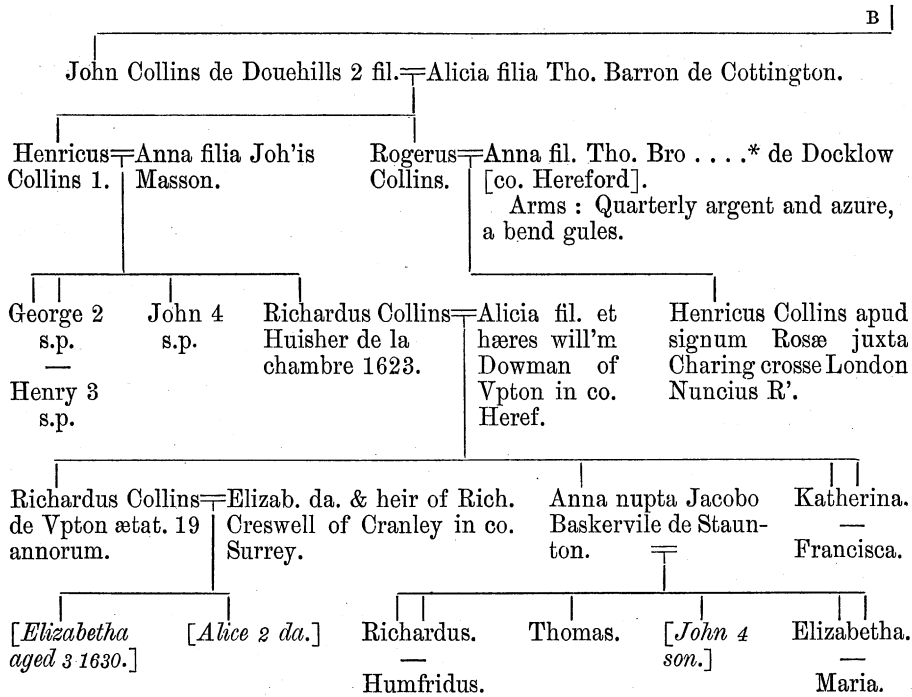 B
John Collins de Douehills 2 fil.=Alicia filia Tho. Barron de Cottington.
Henricus=Anna filia Joh'is
Collins 1. Masson.
Rogerus=Anna fil. Tho. Bro . . . .* de Docklow
Collins. [co. Hereford].
Arms : Quarterly argent and azure,
a bend gules.
George 2
s.p.
—
Henry 3
s.p.
John 4
s.p.
Richardus Collins=Alicia fil. et
Huisher de la hæres will'm
chambre 1623. Dowman of
Vpton in co.
Heref.
Henricus Collins apud
signum Rosæ juxta
Charing crosse London
Nuncius R'.
Richardus Collins=Elizab. da. & heir of Rich.
de Vpton ætat. 19 Creswell of Cranley in co.
annorum. Surrey.
Anna nupta Jacobo
Baskervile de Staun-
ton. =
Katherina.
—
Francisca.
[Elizabetha
aged 3 1630.]
[Alice 2 da.]
Richardus.
—
Humfridus.
Thomas.
[John 4
son.]
Elizabetha.
—
Maria.